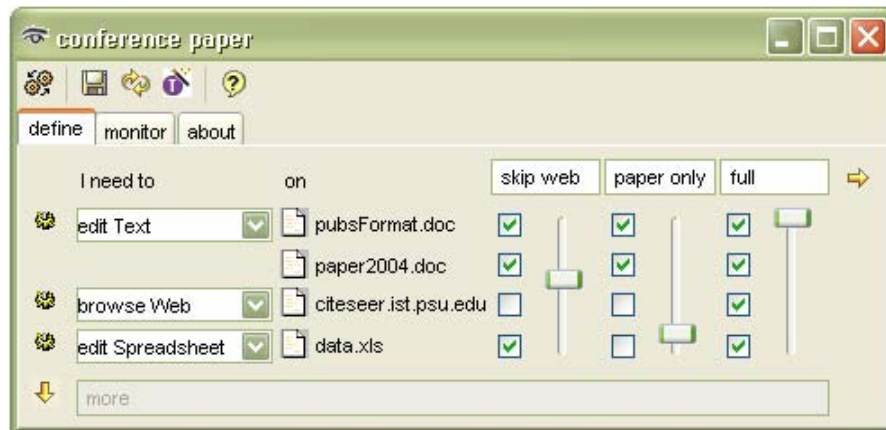 conference paper
define monitor about
I need to on skip web paper only full
edit Text pubsFormat.doc
paper2004.doc
browse Web citeseer.ist.psu.edu
edit Spreadsheet data.xls
more